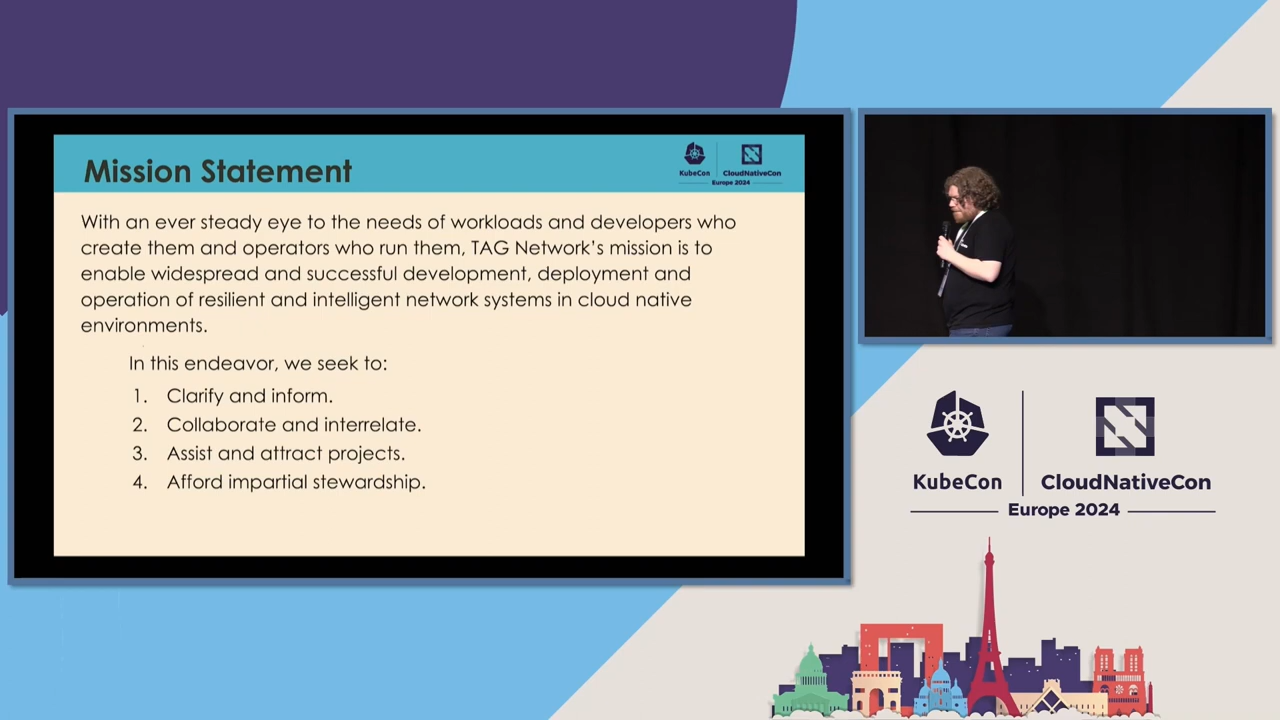 Mission Statement
KubeCon
CloudNativeCon
Europe 2024
With an ever steady eye to the needs of workloads and developers who
create them and operators who run them, TAG Network's mission is to
enable widespread and successful development, deployment and
operation of resilient and intelligent network systems in cloud native
environments.
In this endeavor, we seek to:
1. Clarify and inform.
2. Collaborate and interrelate.
3. Assist and attract projects.
4. Afford impartial stewardship.
KubeCon
CloudNativeCon
Europe 2024